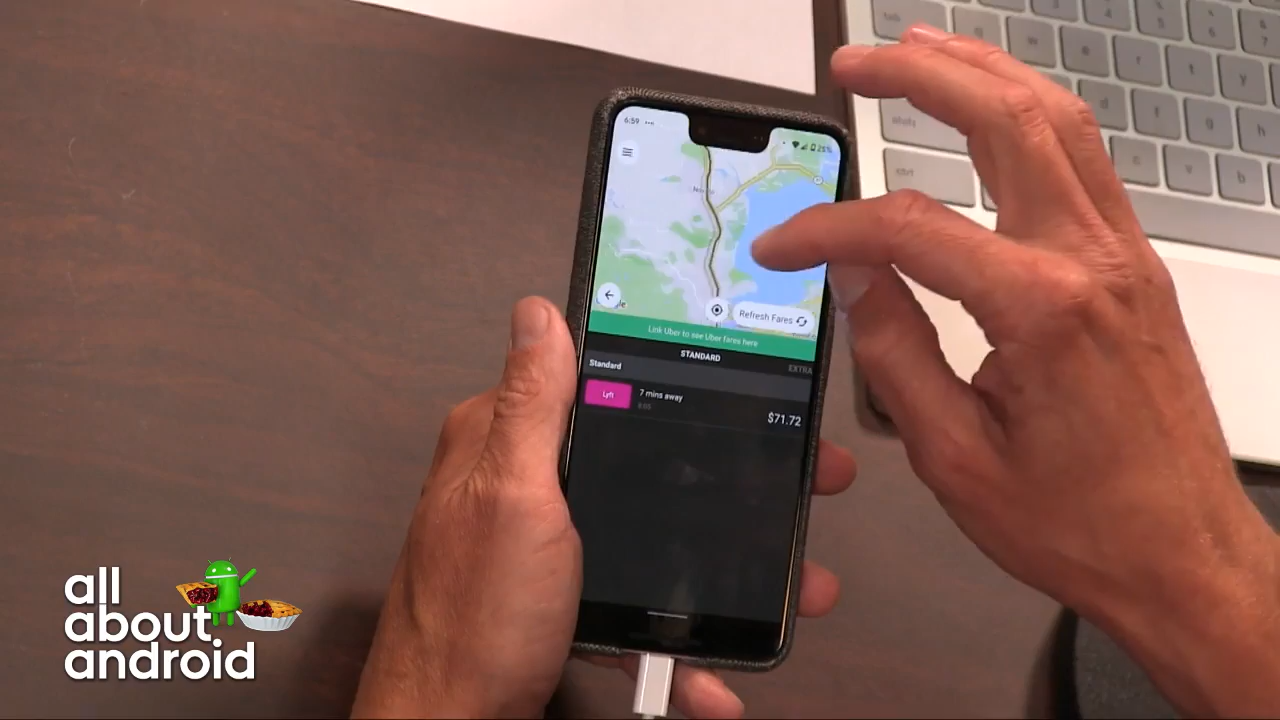 6:59
25%
Refresh Fares
Link Uber to see Uber fares here
STANDARD
EXTRA
Standard
Lyft
7 mins away
$71.72
all
about
android
ctrl
q
w
e
r
t
y
d
f
g
h
c
v
b